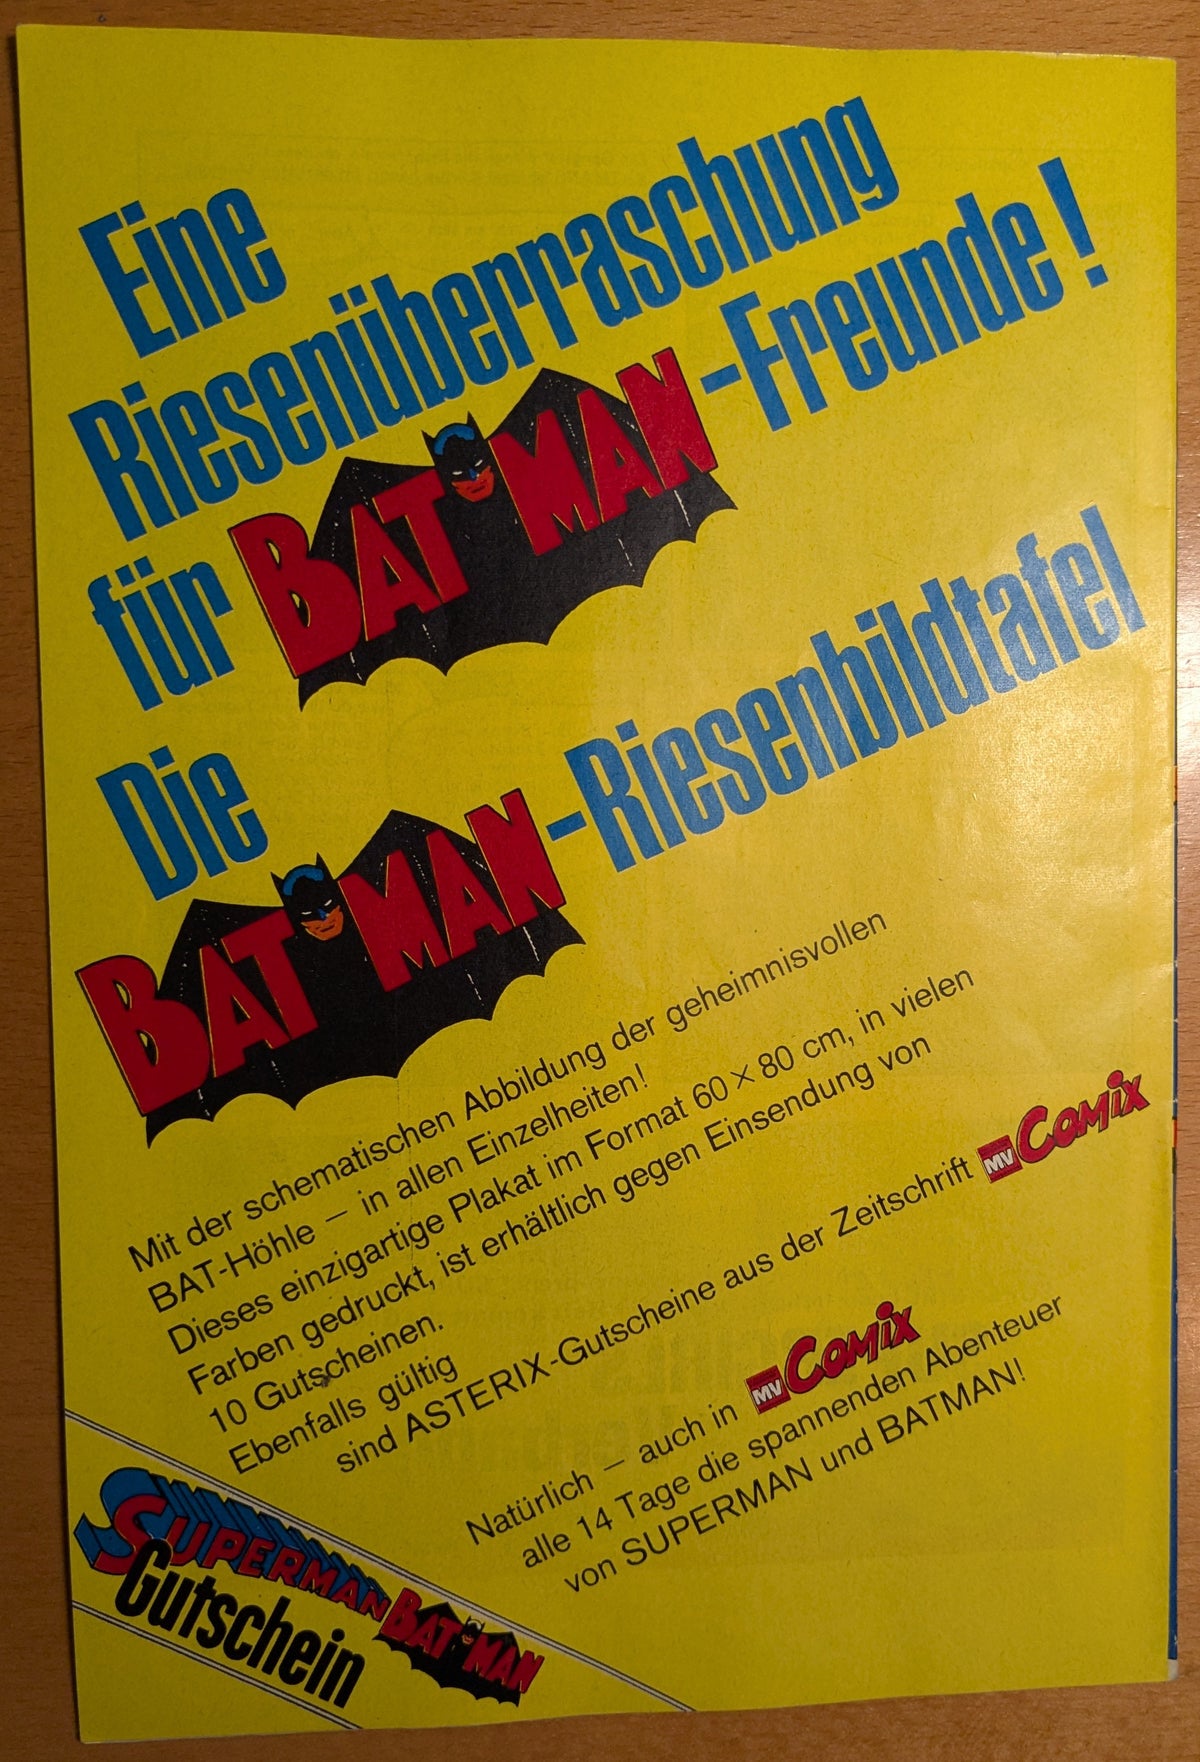 Eine
Riesenüberraschung
für BATMAN-Freunde!
Die
BATMAN-Riesenbildtafel
Mit der schematischen Abbildung der geheimnisvollen
BAT-Höhle – in allen Einzelheiten!
Dieses einzigartige Plakat im Format 60 × 80 cm, in vielen
Farben gedruckt, ist erhältlich gegen Einsendung von
10 Gutscheinen.
Ebenfalls gültig
sind ASTERIX-Gutscheine aus der Zeitschrift MV Comix
Natürlich – auch in MV Comix
alle 14 Tage die spannenden Abenteuer
von SUPERMAN und BATMAN!
SUPERMAN BATMAN
Gutschein